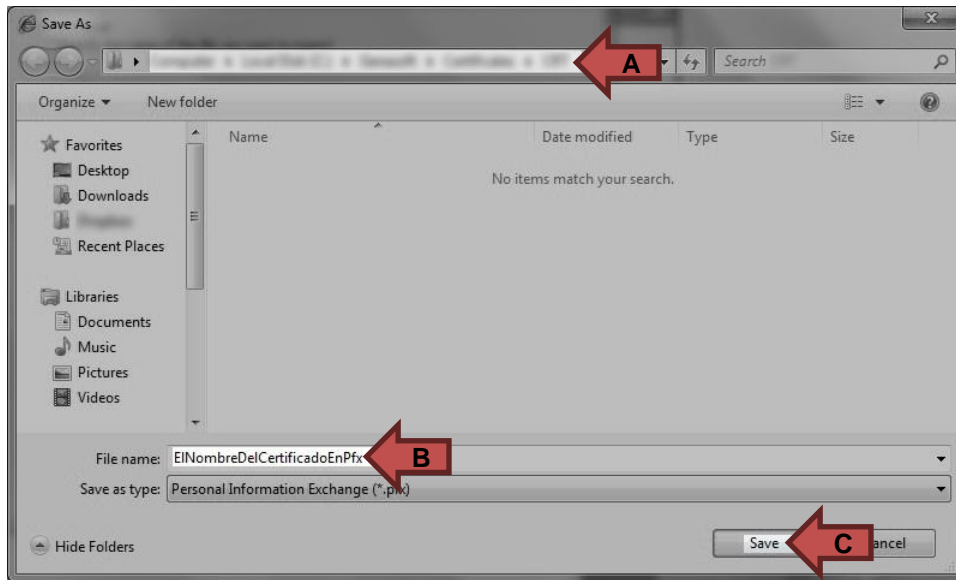 Save As
A
Search
Organize
New folder
Name
Date modified
Type
Size
Favorites
Desktop
Downloads
Recent Places
Libraries
Documents
Music
Pictures
Videos
No items match your search.
File name:
ElNombreDelCertificadoEnPfx
B
Save as type:
Personal Information Exchange (*.pfx)
Hide Folders
Save
C
ancel